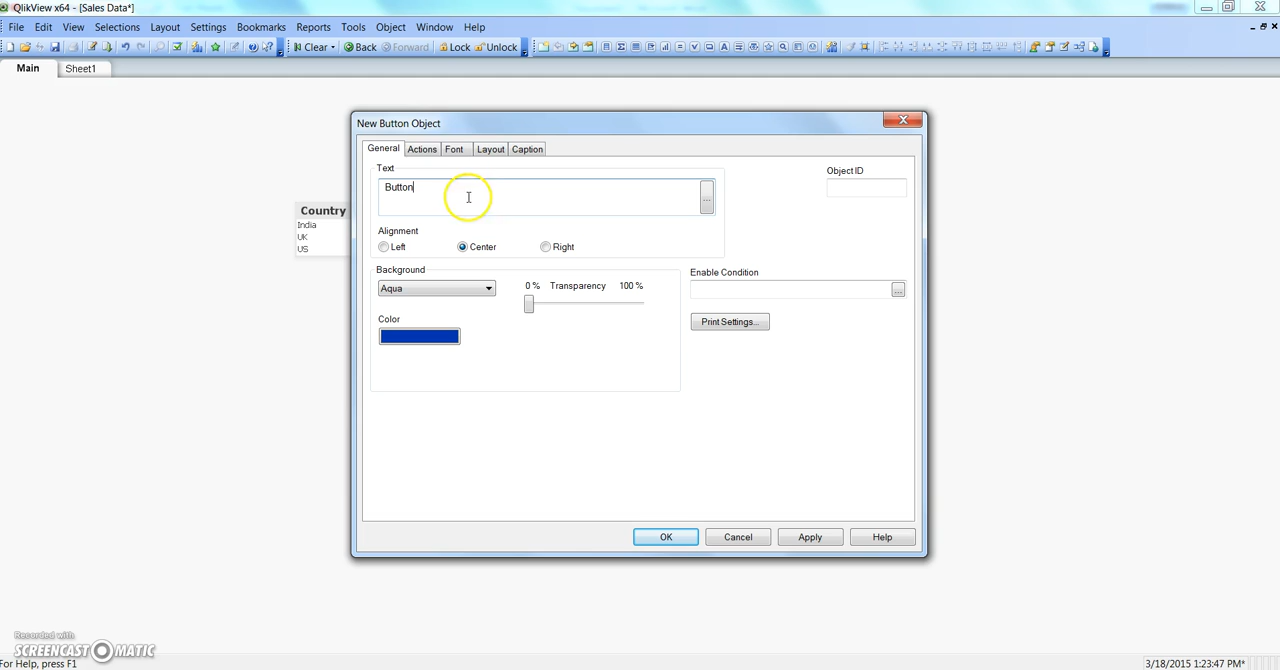 QlikView x64 - [Sales Data*]
File Edit View Selections Layout Settings Bookmarks Reports Tools Object Window Help
Clear Back Forward Lock Unlock
Main Sheet1
New Button Object
General Actions Font Layout Caption
Text
Object ID
Button
...
Country
India
UK
US
Alignment
Left Center Right
Background
Enable Condition
Aqua
0 % Transparency 100 %
...
Color
Print Settings...
OK Cancel Apply Help
Recorded with
SCREENCAST MATIC
For Help, press F1
3/18/2015 1:23:47 PM*